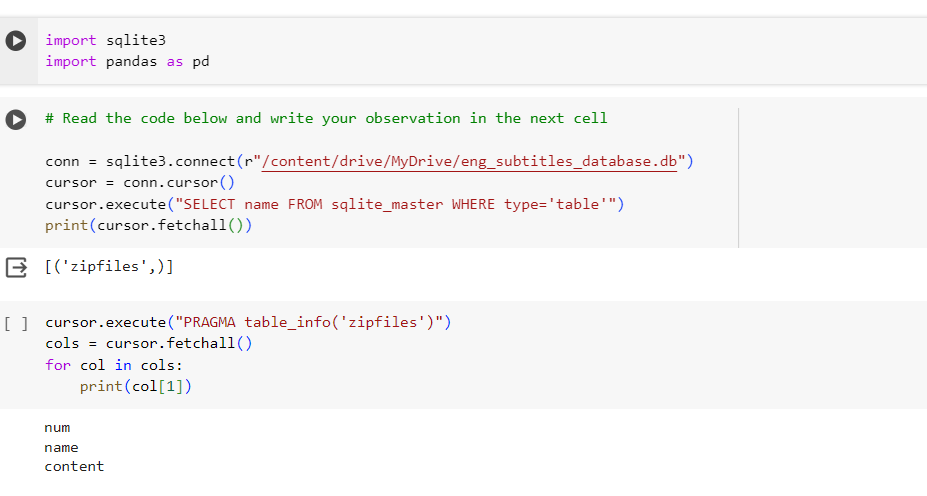 import sqlite3
import pandas as pd
# Read the code below and write your observation in the next cell
conn = sqlite3.connect(r"/content/drive/MyDrive/eng_subtitles_database.db")
cursor = conn.cursor()
cursor.execute("SELECT name FROM sqlite_master WHERE type='table'")
print(cursor.fetchall())
[('zipfiles',)]
[ ] cursor.execute("PRAGMA table_info('zipfiles')")
cols = cursor.fetchall()
for col in cols:
    print(col[1])
num
name
content